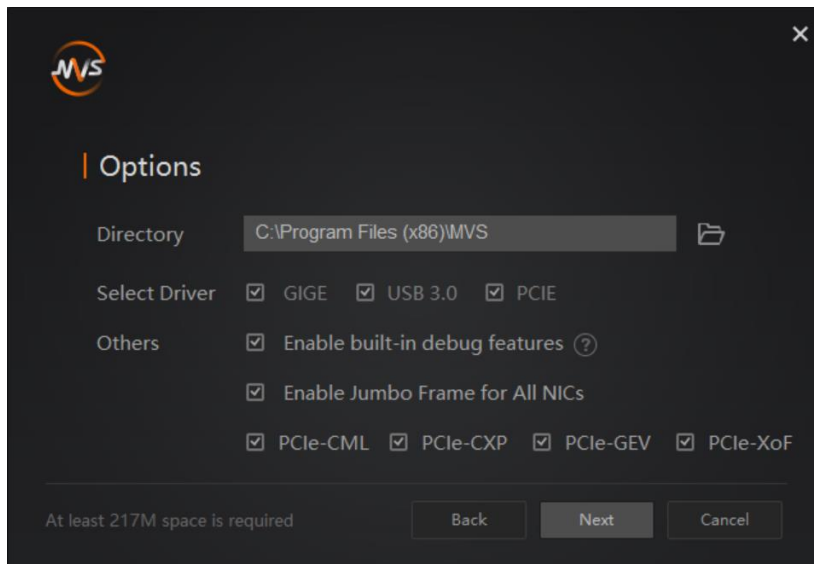 MVS
Options
Directory C:\Program Files (x86)\MVS
Select Driver GIGE USB 3.0 PCIE
Others Enable built-in debug features ?
Enable Jumbo Frame for All NICs
PCIe-CML PCIe-CXP PCIe-GEV PCIe-XoF
At least 217M space is required Back Next Cancel